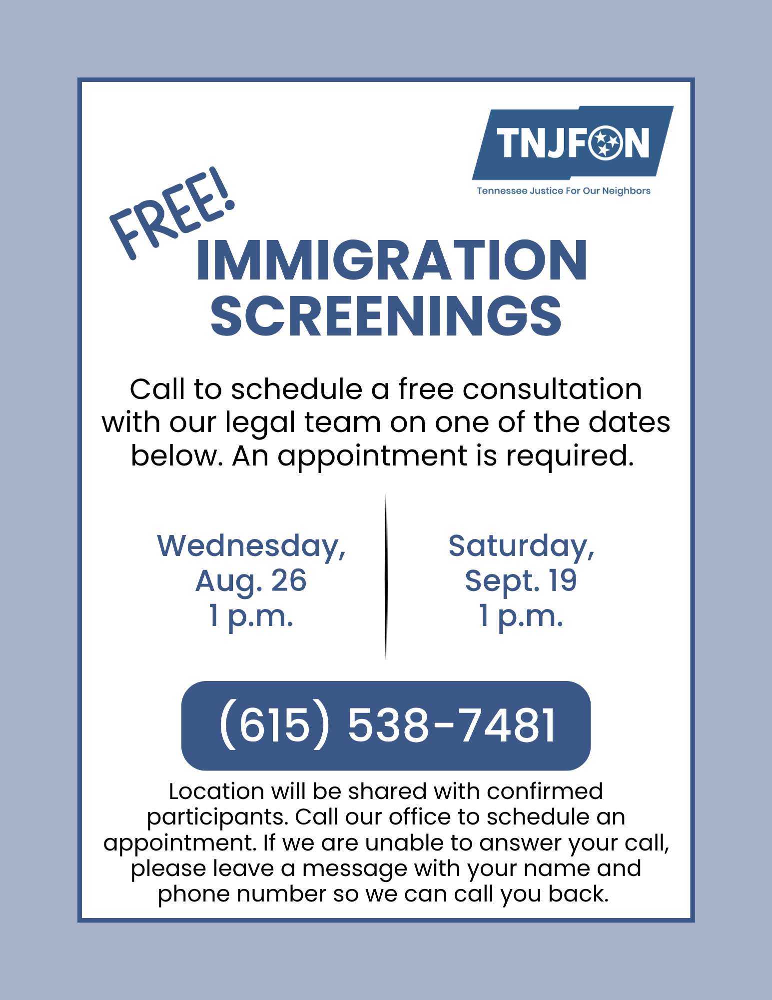 TNJFON
Tennessee Justice For Our Neighbors
FREE!
IMMIGRATION
SCREENINGS
Call to schedule a free consultation
with our legal team on one of the dates
below. An appointment is required.
Wednesday,
Aug. 26
1 p.m.
Saturday,
Sept. 19
1 p.m.
(615) 538-7481
Location will be shared with confirmed
participants. Call our office to schedule an
appointment. If we are unable to answer your call,
please leave a message with your name and
phone number so we can call you back.